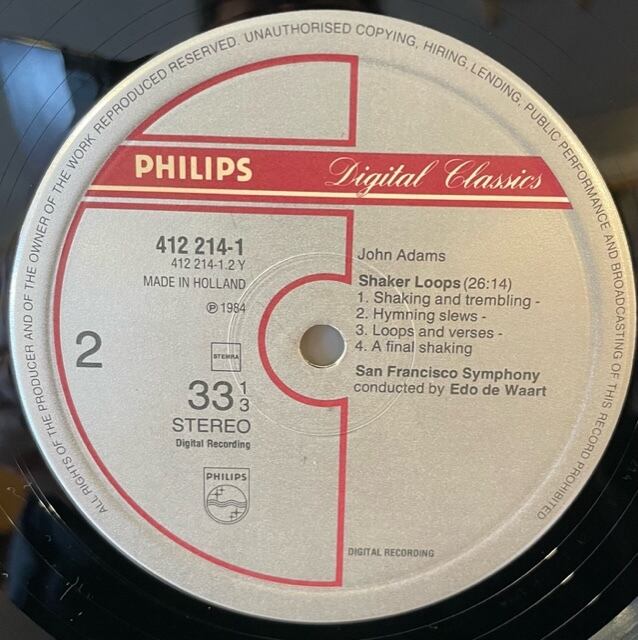 ALL RIGHTS OF THE PRODUCER AND OF THE OWNER OF THE WORK REPRODUCED RESERVED. UNAUTHORISED COPYING, HIRING, LENDING, PUBLIC PERFORMANCE AND BROADCASTING OF THIS RECORD PROHIBITED
PHILIPS Digital Classics
412 214-1
412 214-1.2 Y
MADE IN HOLLAND
℗ 1984
2
STEMRA
33 1/3
STEREO
Digital Recording
PHILIPS
John Adams
Shaker Loops (26:14)
1. Shaking and trembling -
2. Hymning slews -
3. Loops and verses -
4. A final shaking
San Francisco Symphony
conducted by Edo de Waart
DIGITAL RECORDING